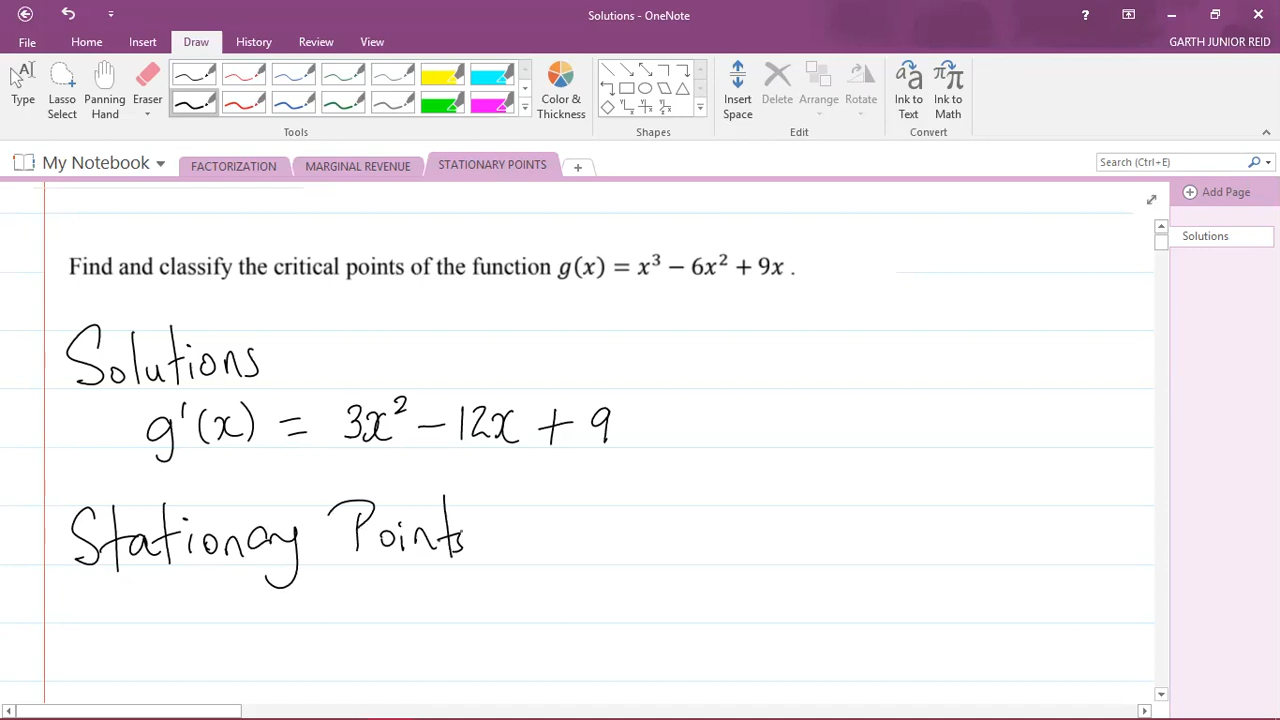 Solutions - OneNote
? 
GARTH JUNIOR REID
File Home Insert Draw History Review View
Type
Lasso Select
Panning Hand
Eraser
Color & Thickness
Insert Space
Delete
Arrange
Rotate
Ink to Text
Ink to Math
Tools
Shapes
Edit
Convert
My Notebook
FACTORIZATION
MARGINAL REVENUE
STATIONARY POINTS
Search (Ctrl+E)
Add Page
Solutions
Find and classify the critical points of the function g(x) = x³ − 6x² + 9x .
Solutions
g'(x) = 3x² − 12x + 9
Stationary Points